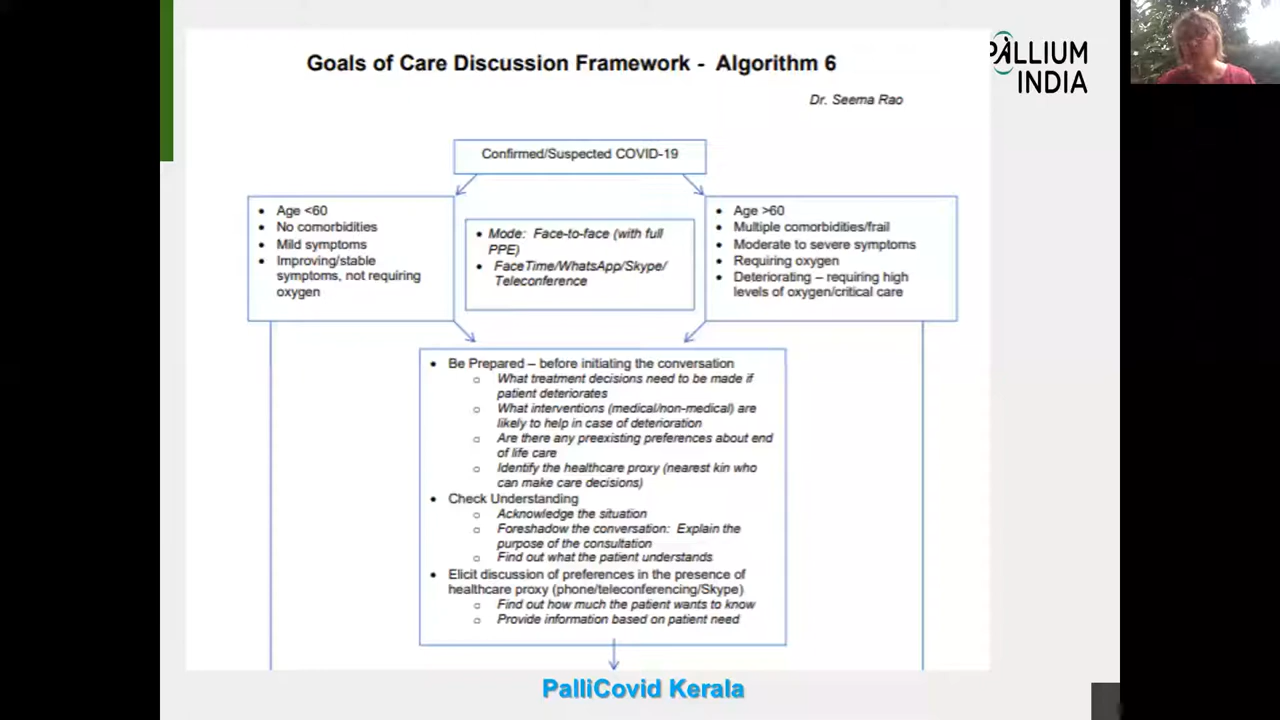 Goals of Care Discussion Framework - Algorithm 6
PALLIUM
INDIA
Dr. Seema Rao
Confirmed/Suspected COVID-19
• Age <60
• No comorbidities
• Mild symptoms
• Improving/stable
symptoms, not requiring
oxygen
• Mode: Face-to-face (with full
PPE)
• FaceTime/WhatsApp/Skype/
Teleconference
• Age >60
• Multiple comorbidities/frail
• Moderate to severe symptoms
• Requiring oxygen
• Deteriorating – requiring high
levels of oxygen/critical care
• Be Prepared – before initiating the conversation
o What treatment decisions need to be made if
patient deteriorates
o What interventions (medical/non-medical) are
likely to help in case of deterioration
o Are there any preexisting preferences about end
of life care
o Identify the healthcare proxy (nearest kin who
can make care decisions)
• Check Understanding
o Acknowledge the situation
o Foreshadow the conversation: Explain the
purpose of the consultation
o Find out what the patient understands
• Elicit discussion of preferences in the presence of
healthcare proxy (phone/teleconferencing/Skype)
o Find out how much the patient wants to know
o Provide information based on patient need
PalliCovid Kerala